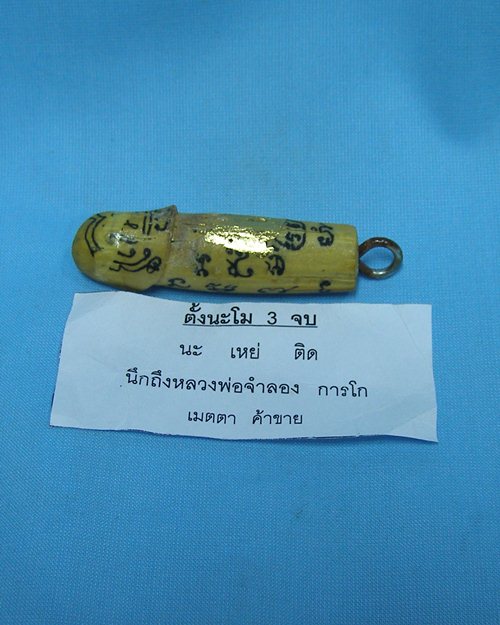 ตั้งนะโม 3 จบ
นะ เหย่ ติด
นึกถึงหลวงพ่อจำลอง การโก
เมตตา ค้าขาย